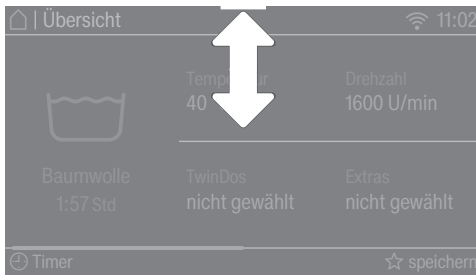 | Übersicht 11:02
Temperatur Drehzahl
40 1600 U/min
Baumwolle TwinDos Extras
1:57 Std nicht gewählt nicht gewählt
Timer speichern